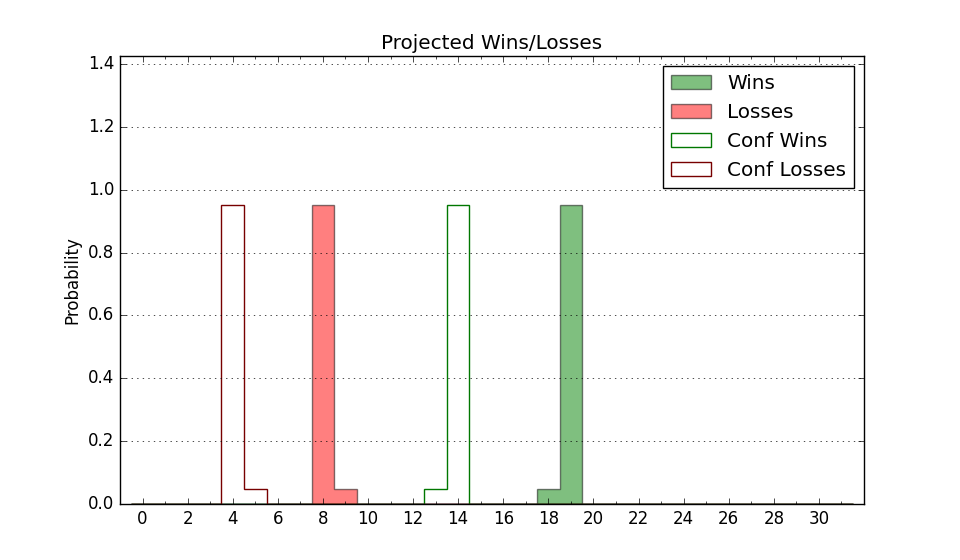 Projected Wins/Losses
1.4
1.2
1.0
0.8
0.6
0.4
0.2
0.0
Probability
Wins
Losses
Conf Wins
Conf Losses
0 2 4 6 8 10 12 14 16 18 20 22 24 26 28 30